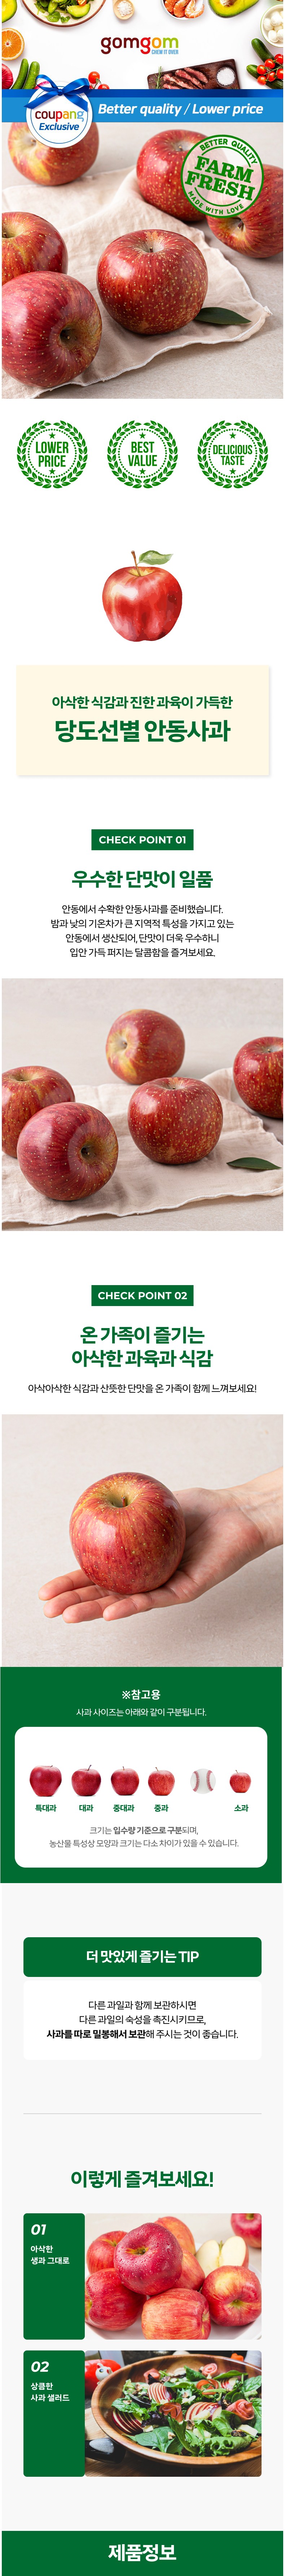 gomgom
CHEW IT OVER
coupang
Exclusive
Better quality / Lower price
BETTER QUALITY
FARM
FRESH
MADE WITH LOVE
LOWER
PRICE
BEST
VALUE
DELICIOUS
TASTE
아삭한 식감과 진한 과육이 가득한
당도선별 안동사과
CHECK POINT 01
우수한 단맛이 일품
안동에서 수확한 안동사과를 준비했습니다.
밤과 낮의 기온차가 큰 지역적 특성을 가지고 있는
안동에서 생산되어, 단맛이 더욱 우수하니
입안 가득 퍼지는 달콤함을 즐겨보세요.
CHECK POINT 02
온 가족이 즐기는
아삭한 과육과 식감
아삭아삭한 식감과 산뜻한 단맛을 온 가족이 함께 느껴보세요!
※참고용
사과 사이즈는 아래와 같이 구분됩니다.
특대과 대과 중대과 중과 소과
크기는 입수량 기준으로 구분되며,
농산물 특성상 모양과 크기는 다소 차이가 있을 수 있습니다.
더 맛있게 즐기는 TIP
다른 과일과 함께 보관하시면
다른 과일의 숙성을 촉진시키므로,
사과를 따로 밀봉해서 보관해 주시는 것이 좋습니다.
이렇게 즐겨보세요!
01
아삭한
생과 그대로
02
상큼한
사과 샐러드
제품정보